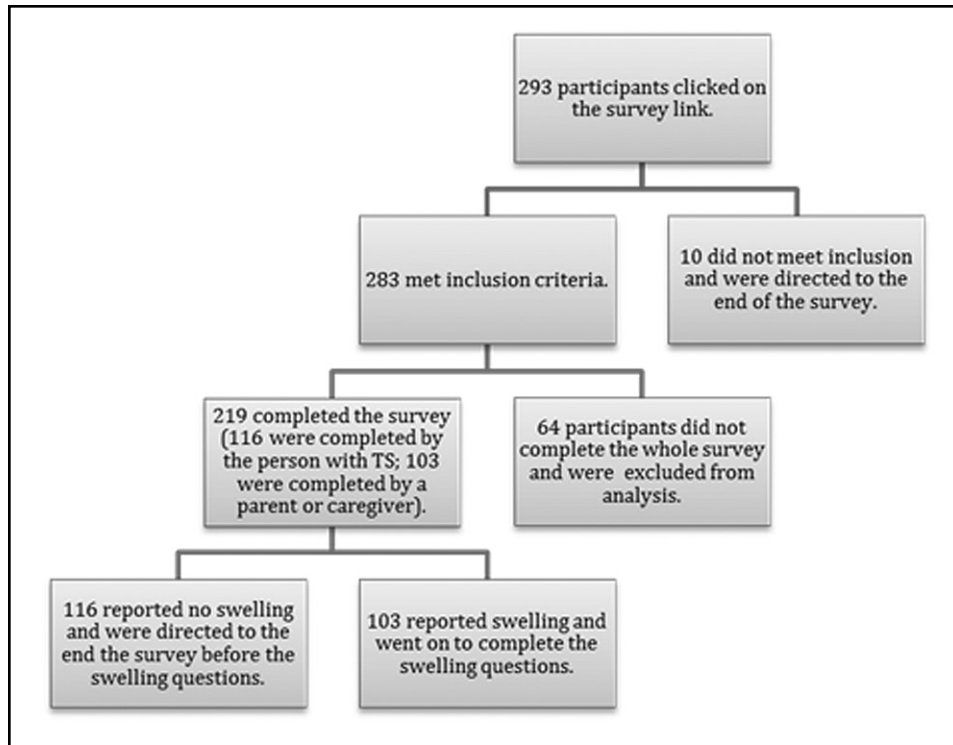 293 participants clicked on
the survey link.
283 met inclusion criteria.
10 did not meet inclusion
and were directed to the
end of the survey.
219 completed the survey
(116 were completed by
the person with TS; 103
were completed by a
parent or caregiver).
64 participants did not
complete the whole survey
and were excluded from
analysis.
116 reported no swelling
and were directed to the
end the survey before the
swelling questions.
103 reported swelling and
went on to complete the
swelling questions.